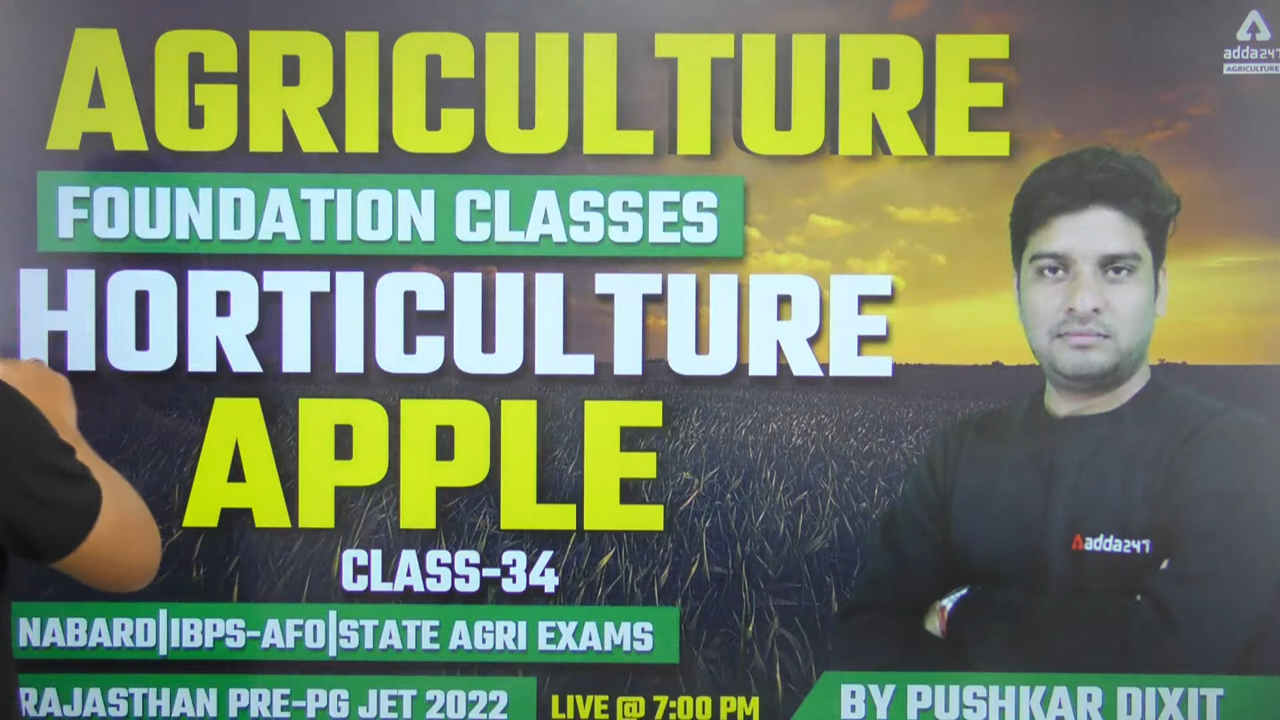 AGRICULTURE
adda247
AGRICULTURE
FOUNDATION CLASSES
HORTICULTURE
APPLE
CLASS-34
adda247
NABARD|IBPS-AFO|STATE AGRI EXAMS
RAJASTHAN PRE-PG JET 2022
LIVE @ 7:00 PM
BY PUSHKAR DIXIT